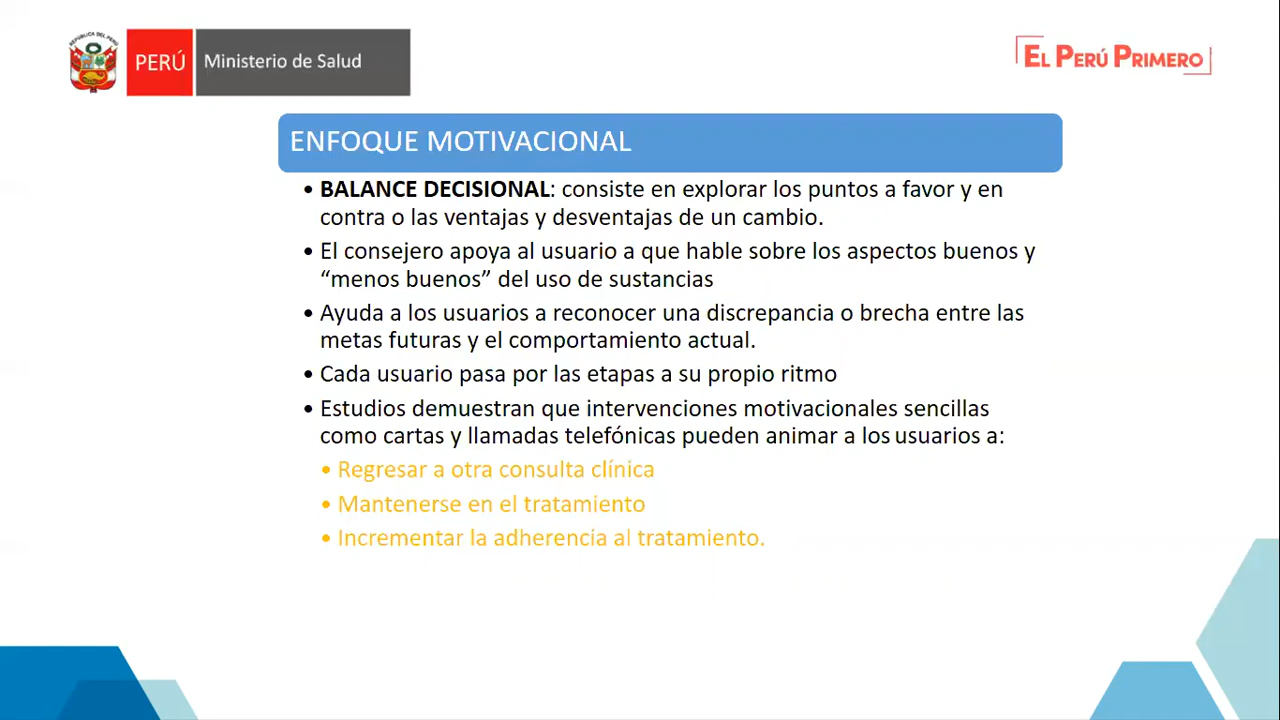 REPÚBLICA DEL PERÚ
PERÚ
Ministerio de Salud
EL PERÚ PRIMERO
ENFOQUE MOTIVACIONAL
• BALANCE DECISIONAL: consiste en explorar los puntos a favor y en
contra o las ventajas y desventajas de un cambio.
• El consejero apoya al usuario a que hable sobre los aspectos buenos y
“menos buenos” del uso de sustancias
• Ayuda a los usuarios a reconocer una discrepancia o brecha entre las
metas futuras y el comportamiento actual.
• Cada usuario pasa por las etapas a su propio ritmo
• Estudios demuestran que intervenciones motivacionales sencillas
como cartas y llamadas telefónicas pueden animar a los usuarios a:
• Regresar a otra consulta clínica
• Mantenerse en el tratamiento
• Incrementar la adherencia al tratamiento.